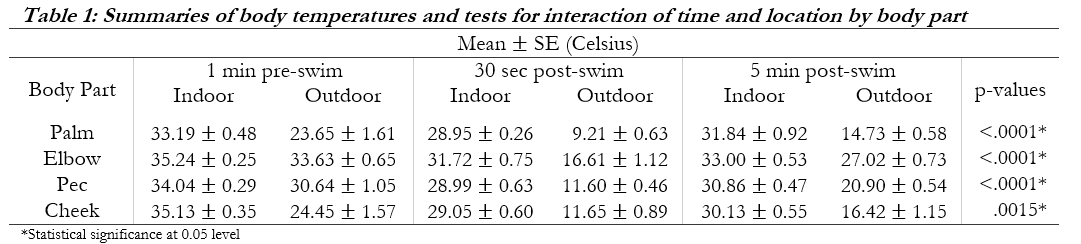 Table 1: Summaries of body temperatures and tests for interaction of time and location by body part
Mean ± SE (Celsius)
Body Part 1 min pre-swim 30 sec post-swim 5 min post-swim p-values
Indoor Outdoor Indoor Outdoor Indoor Outdoor
Palm 33.19 ± 0.48 23.65 ± 1.61 28.95 ± 0.26 9.21 ± 0.63 31.84 ± 0.92 14.73 ± 0.58 <.0001*
Elbow 35.24 ± 0.25 33.63 ± 0.65 31.72 ± 0.75 16.61 ± 1.12 33.00 ± 0.53 27.02 ± 0.73 <.0001*
Pec 34.04 ± 0.29 30.64 ± 1.05 28.99 ± 0.63 11.60 ± 0.46 30.86 ± 0.47 20.90 ± 0.54 <.0001*
Cheek 35.13 ± 0.35 24.45 ± 1.57 29.05 ± 0.60 11.65 ± 0.89 30.13 ± 0.55 16.42 ± 1.15 .0015*
*Statistical significance at 0.05 level